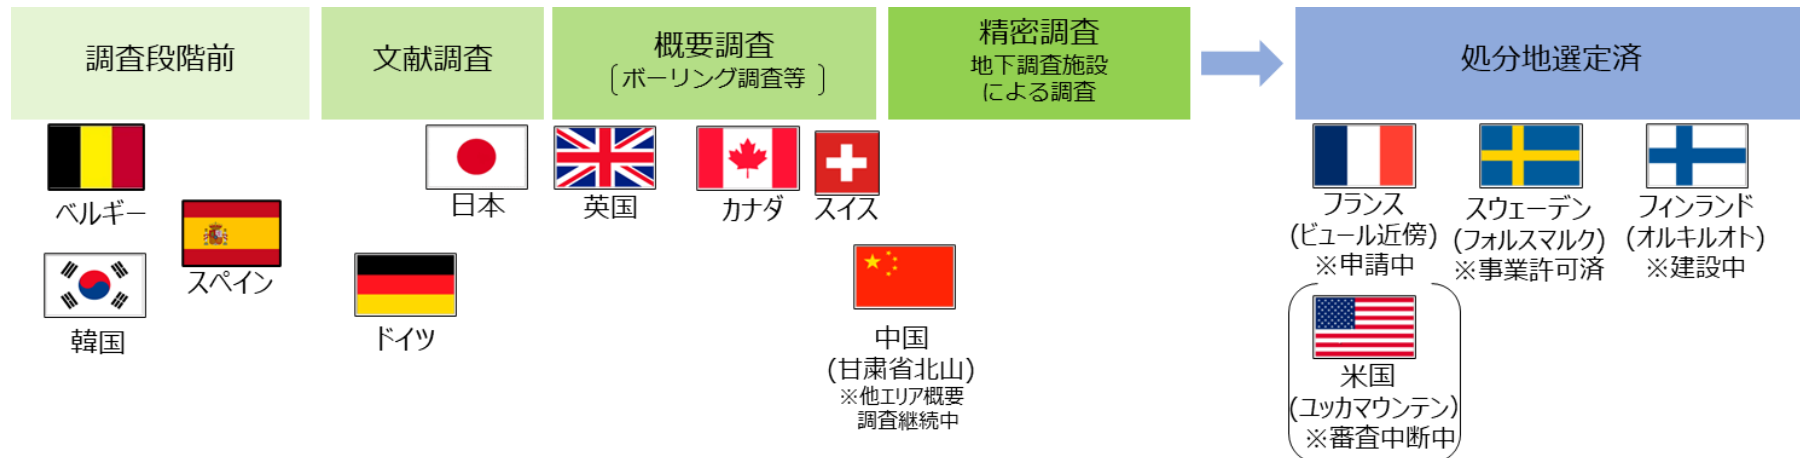 調査段階前
文献調査
概要調査
〔ボーリング調査等〕
精密調査
地下調査施設
による調査
処分地選定済
ベルギー
スペイン
韓国
日本
ドイツ
英国
カナダ
スイス
中国
(甘粛省北山)
※他エリア概要
調査継続中
フランス
(ビュール近傍)
※申請中
スウェーデン
(フォルスマルク)
※事業許可済
フィンランド
(オルキルオト)
※建設中
米国
(ユッカマウンテン)
※審査中断中